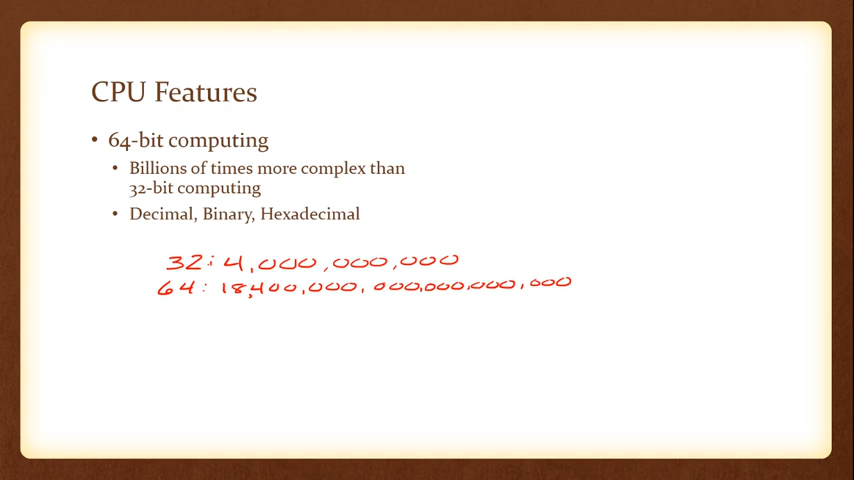 CPU Features
• 64-bit computing
• Billions of times more complex than
32-bit computing
• Decimal, Binary, Hexadecimal
32: 4,000,000,000
64: 18,400,000,000,000,000,000